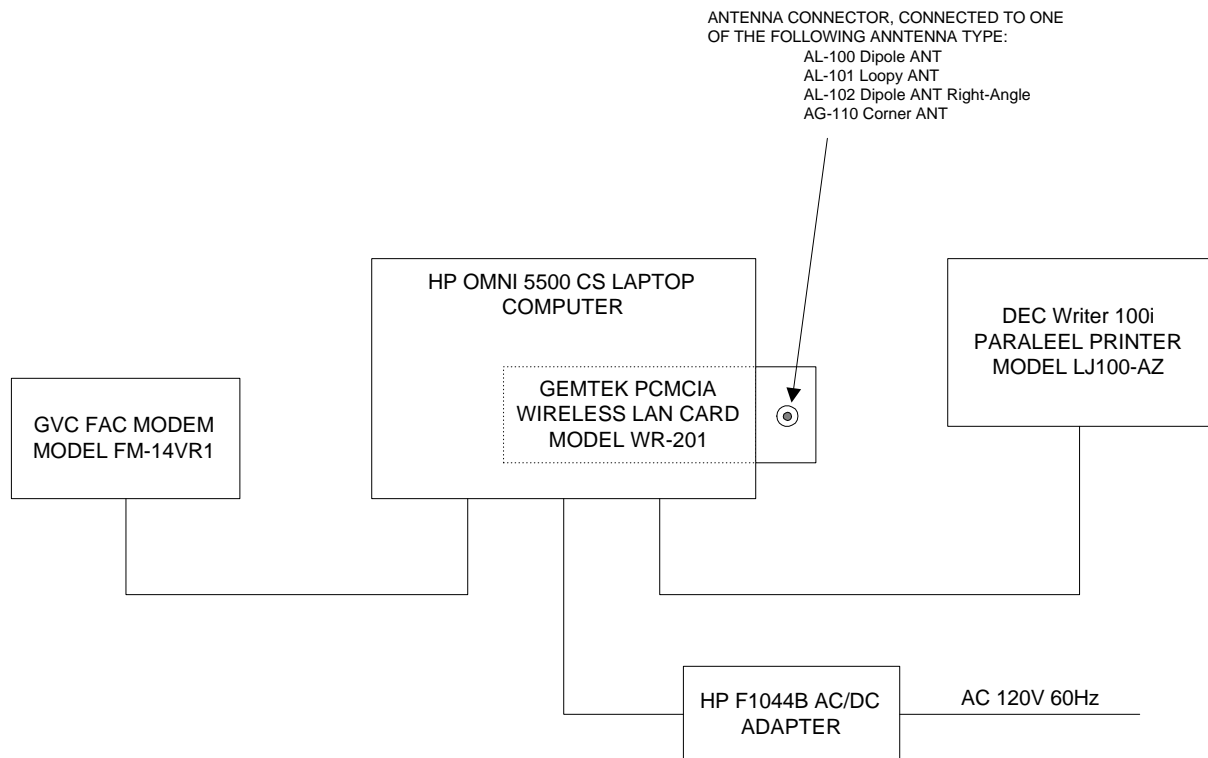 ANTENNA CONNECTOR, CONNECTED TO ONE
OF THE FOLLOWING ANNTENNA TYPE:
AL-100 Dipole ANT
AL-101 Loopy ANT
AL-102 Dipole ANT Right-Angle
AG-110 Corner ANT
HP OMNI 5500 CS LAPTOP
COMPUTER
GEMTEK PCMCIA
WIRELESS LAN CARD
MODEL WR-201
DEC Writer 100i
PARALEEL PRINTER
MODEL LJ100-AZ
GVC FAC MODEM
MODEL FM-14VR1
HP F1044B AC/DC
ADAPTER
AC 120V 60Hz